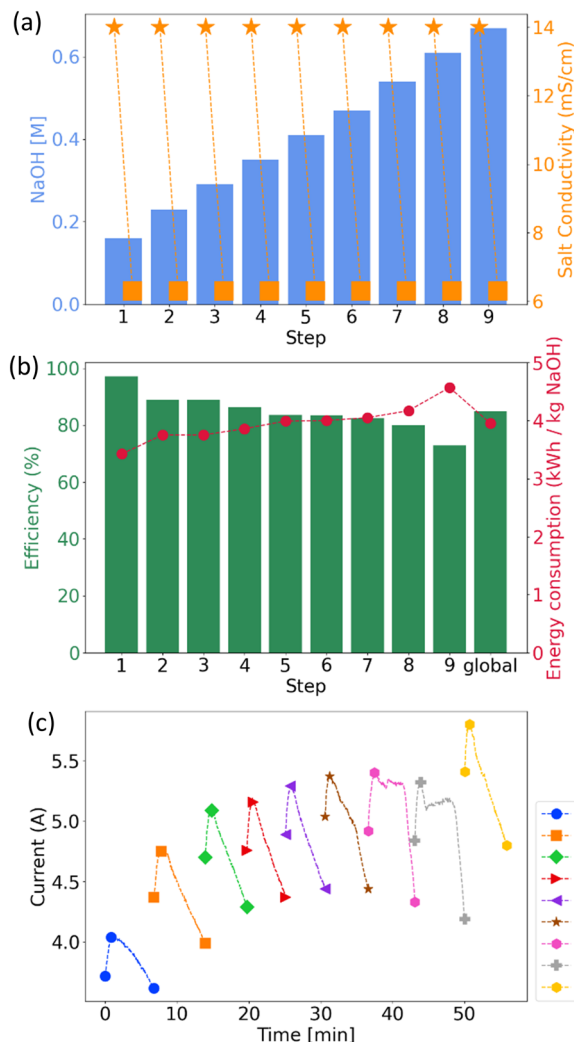 (a)
NaOH [M]
0.6
0.4
0.2
0.0
14
12
10
8
6
Salt Conductivity (mS/cm)
1 2 3 4 5 6 7 8 9
Step
(b)
Efficiency (%)
100
80
60
40
20
0
5
4
3
2
1
0
Energy consumption (kWh / kg NaOH)
1 2 3 4 5 6 7 8 9 global
Step
(c)
Current (A)
5.5
5.0
4.5
4.0
0 10 20 30 40 50
Time [min]